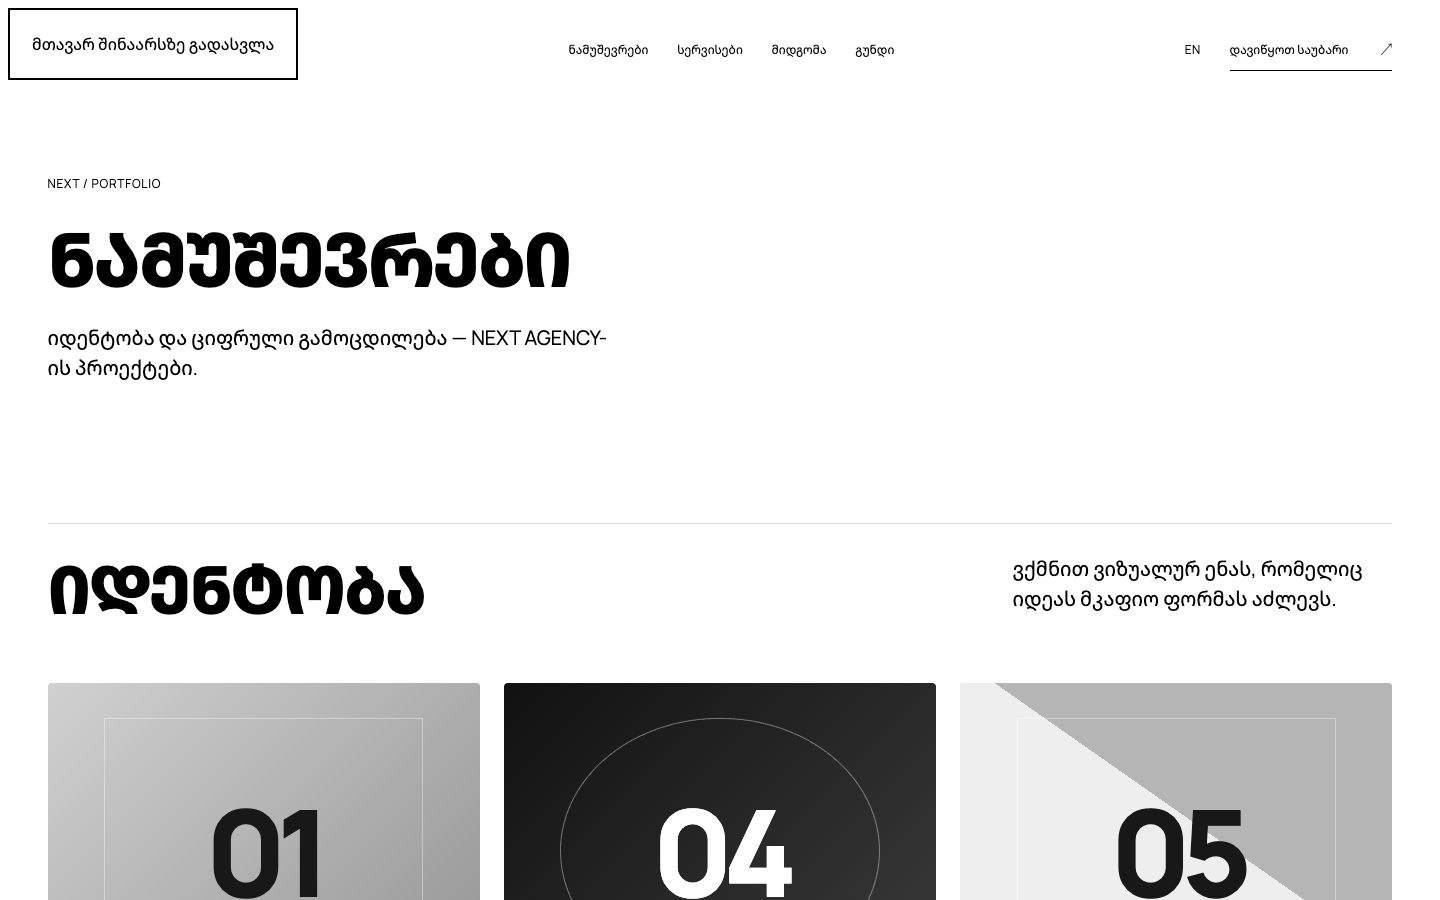 მთავარ შინაარსზე გადასვლა
ნამუშევრები
სერვისები
მიდგომა
გუნდი
EN
დავიწყოთ საუბარი
NEXT / PORTFOLIO
ნამუშევრები
იდენტობა და ციფრული გამოცდილება — NEXT AGENCY-
ის პროექტები.
იდენტობა
ვქმნით ვიზუალურ ენას, რომელიც
იდეას მკაფიო ფორმას აძლევს.
01
04
05